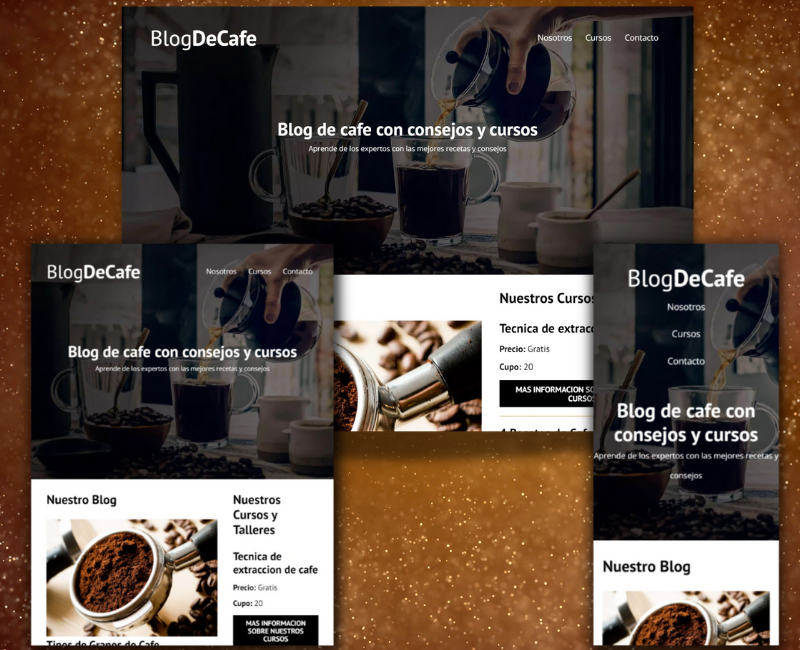 BlogDeCafe
Nosotros Cursos Contacto
Blog de cafe con consejos y cursos
Aprende de los expertos con las mejores recetas y consejos
Nuestros Cursos
Tecnica de extracc
Precio: Gratis
Cupo: 20
MAS INFORMACION SO
CURSOS
BlogDeCafe
Nosotros Cursos Contacto
Blog de cafe con consejos y cursos
Aprende de los expertos con las mejores recetas y consejos
Nuestro Blog
Tipos de Granos de Cafe
Nuestros
Cursos y
Talleres
Tecnica de
extraccion de cafe
Precio: Gratis
Cupo: 20
MAS INFORMACION
SOBRE NUESTROS
CURSOS
BlogDeCafe
Nosotros
Cursos
Contacto
Blog de cafe con
consejos y cursos
Aprende de los expertos con las mejores recetas y
consejos
Nuestro Blog